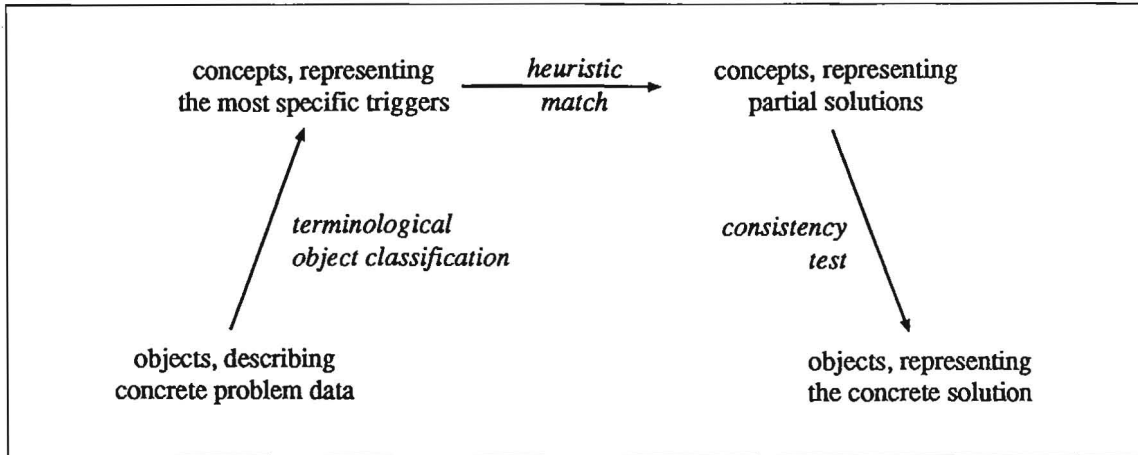 concepts, representing
the most specific triggers
heuristic
match
concepts, representing
partial solutions
terminological
object classification
consistency
test
objects, describing
concrete problem data
objects, representing
the concrete solution